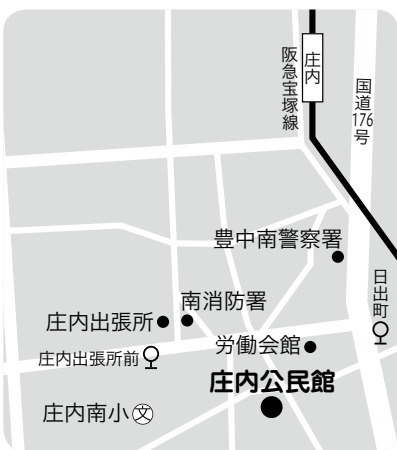 庄内
阪急宝塚線
国道176号
豊中南警察署
日出町
南消防署
庄内出張所
労働会館
庄内出張所前
庄内公民館
庄内南小
文